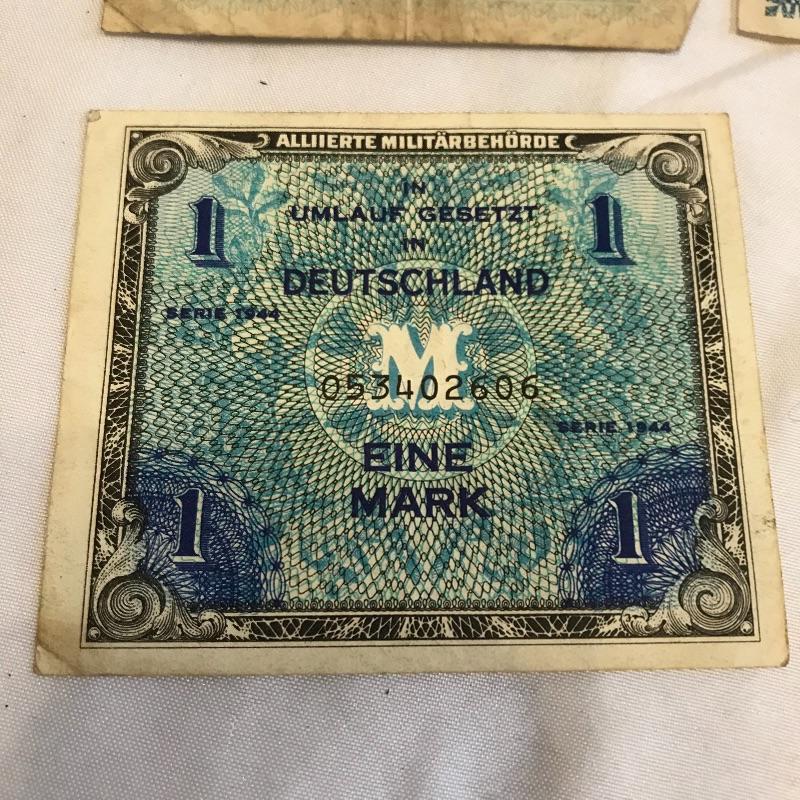 ALLIIERTE MILITÄRBEHÖRDE
1 IN 1
UMLAUF GESETZT
IN
DEUTSCHLAND
SERIE 1944
M
053402606
SERIE 1944
EINE
MARK
1 1